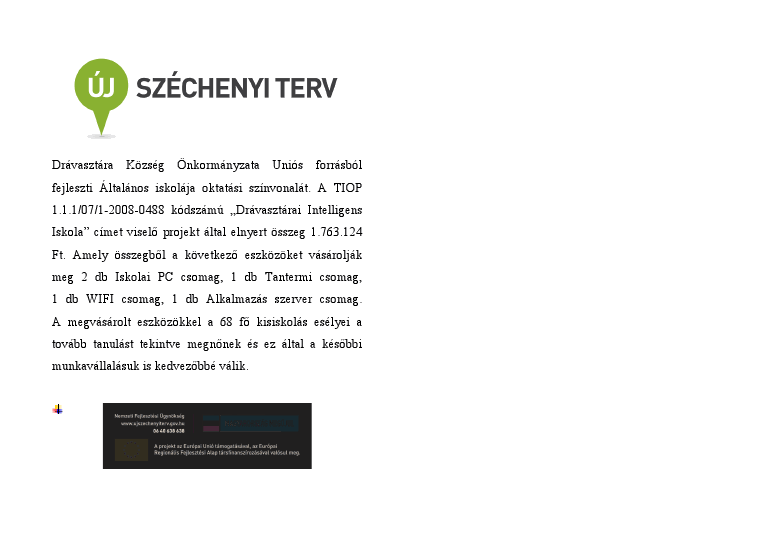 ÚJ SZÉCHENYI TERV
Drávasztára Község Önkormányzata Uniós forrásból
fejleszti Általános iskolája oktatási színvonalát. A TIOP
1.1.1/07/1-2008-0488 kódszámú „Drávasztárai Intelligens
Iskola” címet viselő projekt által elnyert összeg 1.763.124
Ft. Amely összegből a következő eszközöket vásárolják
meg 2 db Iskolai PC csomag, 1 db Tantermi csomag,
1 db WIFI csomag, 1 db Alkalmazás szerver csomag.
A megvásárolt eszközökkel a 68 fő kisiskolás esélyei a
tovább tanulást tekintve megnőnek és ez által a későbbi
munkavállalásuk is kedvezőbbé válik.
Nemzeti Fejlesztési Ügynökség
www.ujszechenyiterv.gov.hu
06 40 638 638
A projekt az Európai Unió támogatásával, az Európai
Regionális Fejlesztési Alap társfinanszírozásával valósul meg.